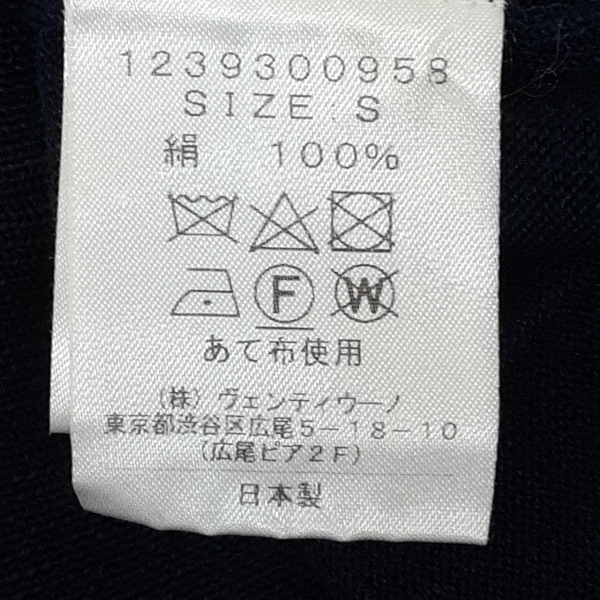 1239300958
SIZE:S
絹 100%
F W
あて布使用
(株)ヴェンティウーノ
東京都渋谷区広尾5-18-10
(広尾ピア2F)
日本製